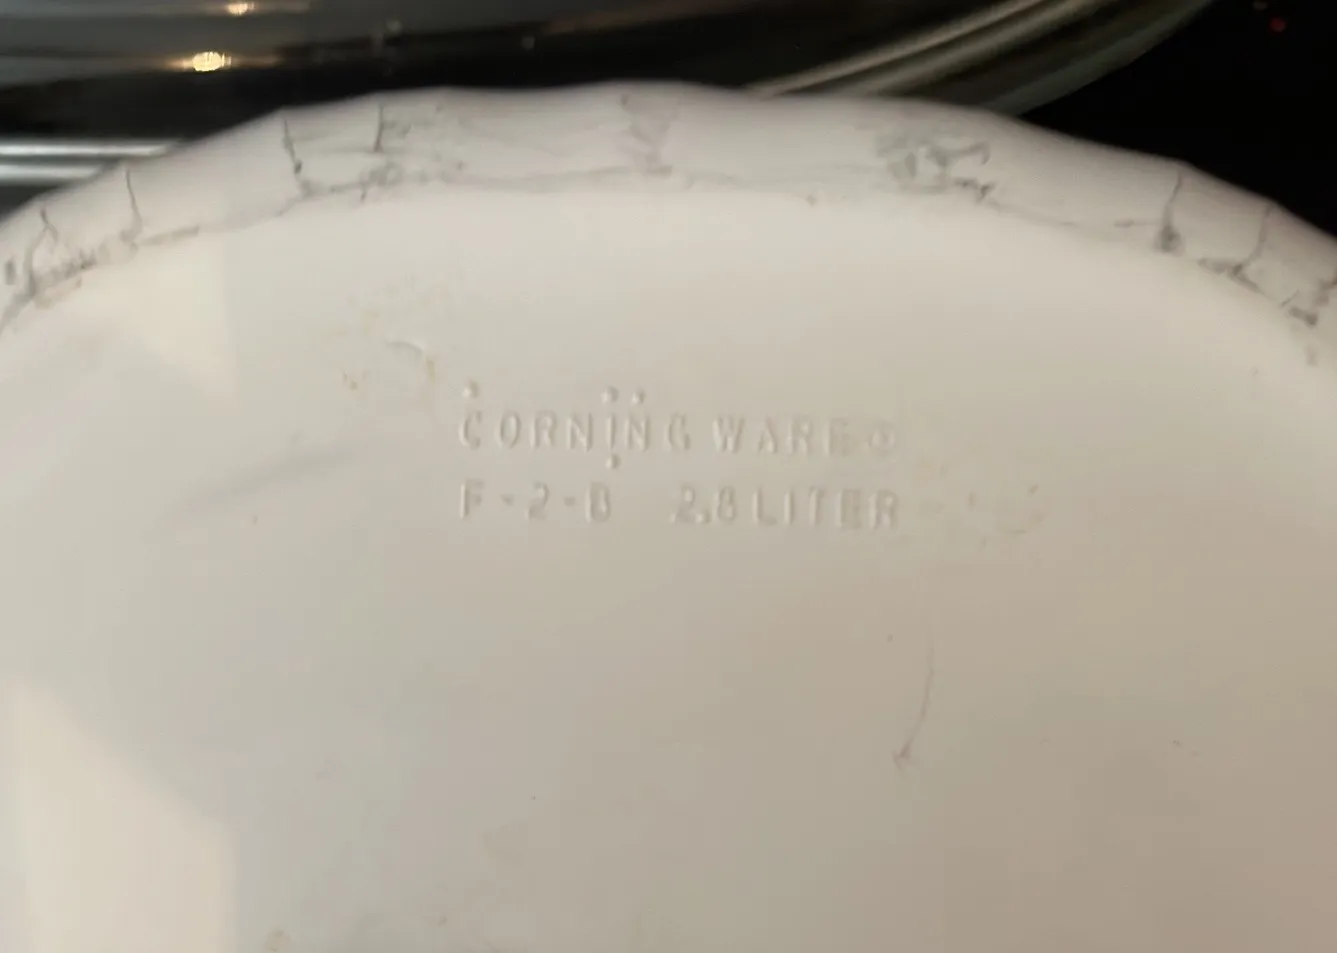 CORNING WARE®
F-2-B 2.8 LITER